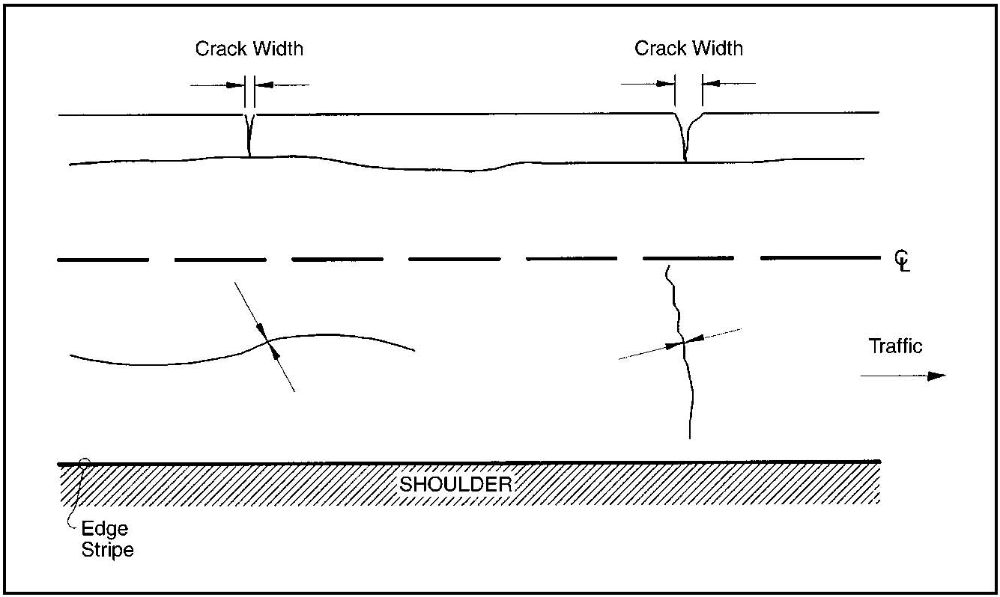 Crack Width
Crack Width
℄
Traffic
SHOULDER
Edge
Stripe